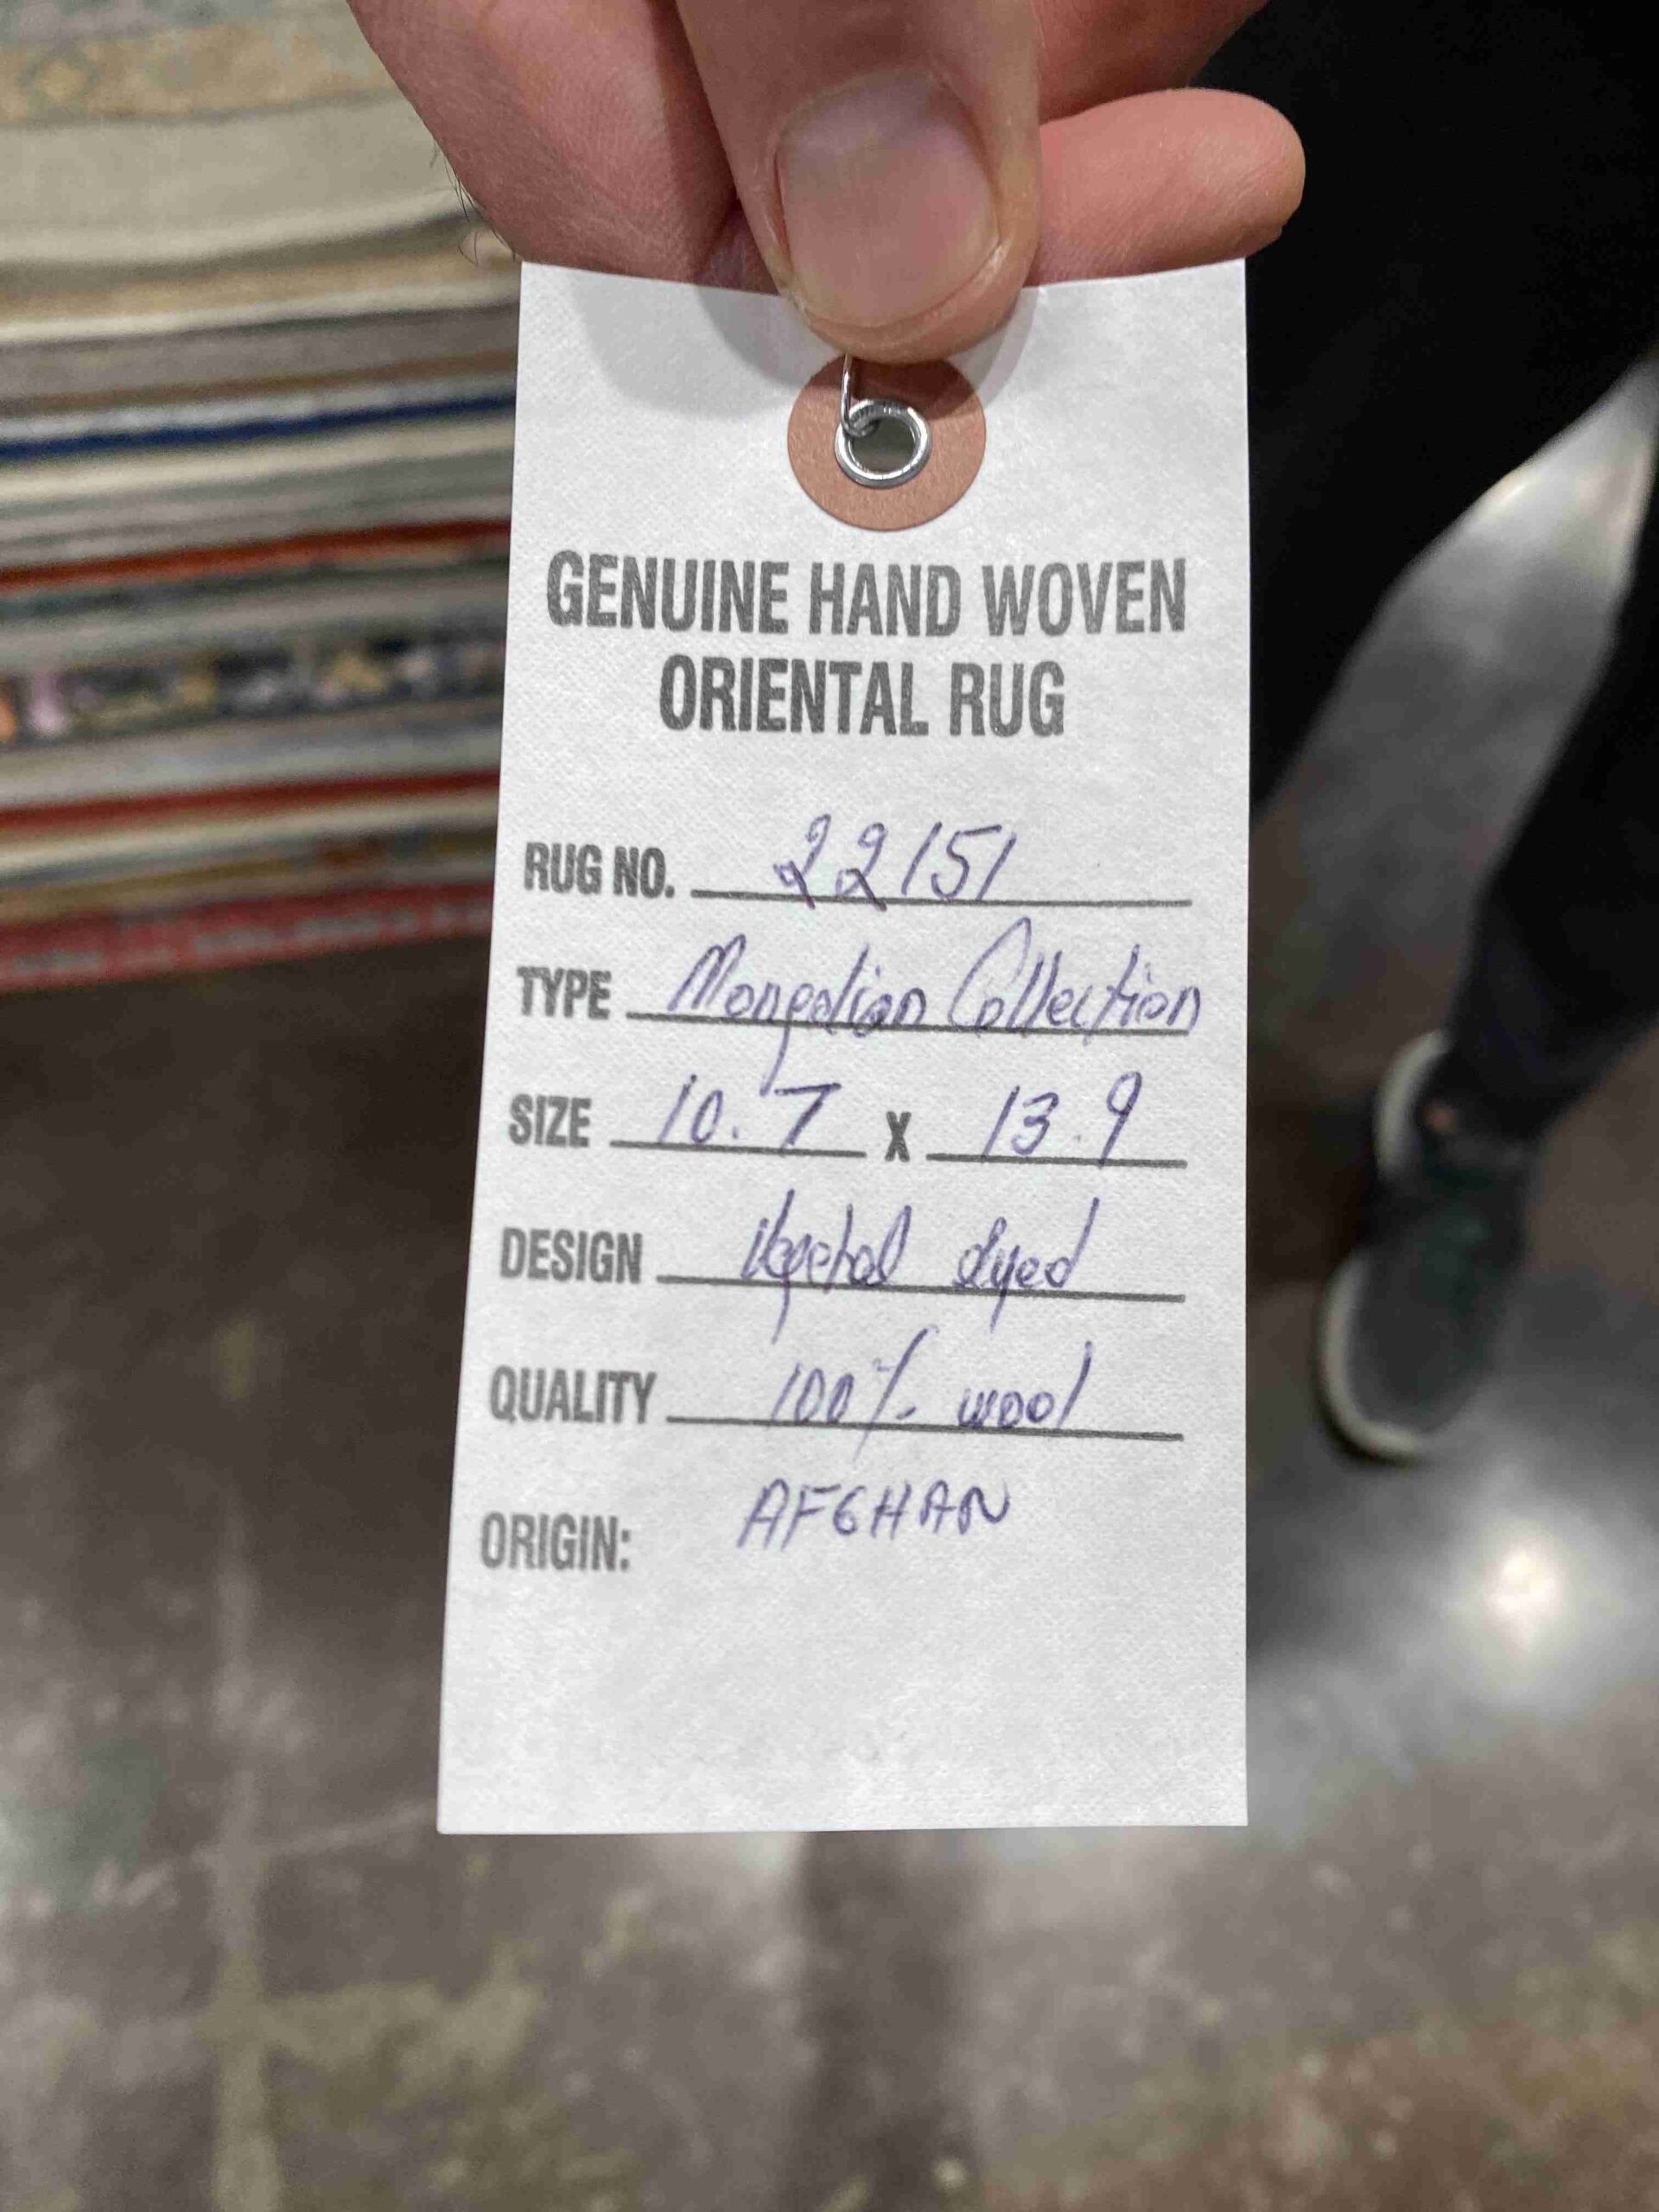 GENUINE HAND WOVEN
ORIENTAL RUG
RUG NO. 22151
TYPE Mongolian Collection
SIZE 10.7 X 13.9
DESIGN Vegetal dyed
QUALITY 100% wool
ORIGIN: AFGHAN